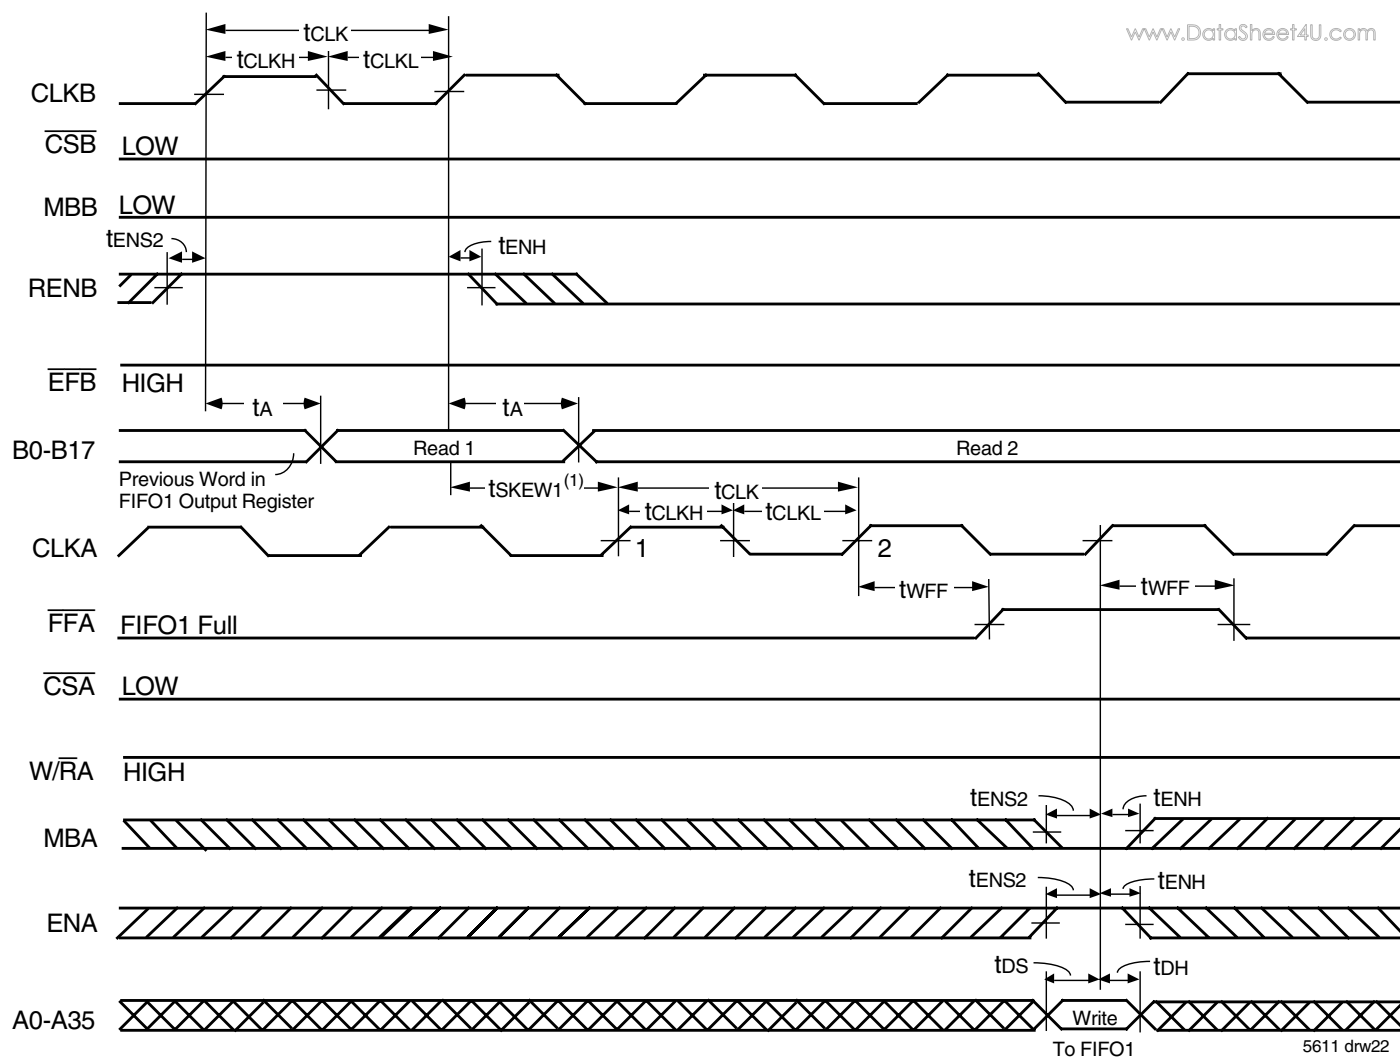 www.DataSheet4U.com
tCLK
tCLKH tCLKL
CLKB
CSB LOW
MBB LOW
tENS2 tENH
RENB
EFB HIGH
tA tA
B0-B17 Read 1 Read 2
Previous Word in
FIFO1 Output Register
tSKEW1(1) tCLK
tCLKH tCLKL
CLKA 1 2
tWFF tWFF
FFA FIFO1 Full
CSA LOW
W/RA HIGH
tENS2 tENH
MBA
tENS2 tENH
ENA
tDS tDH
A0-A35 Write
To FIFO1
5611 drw22